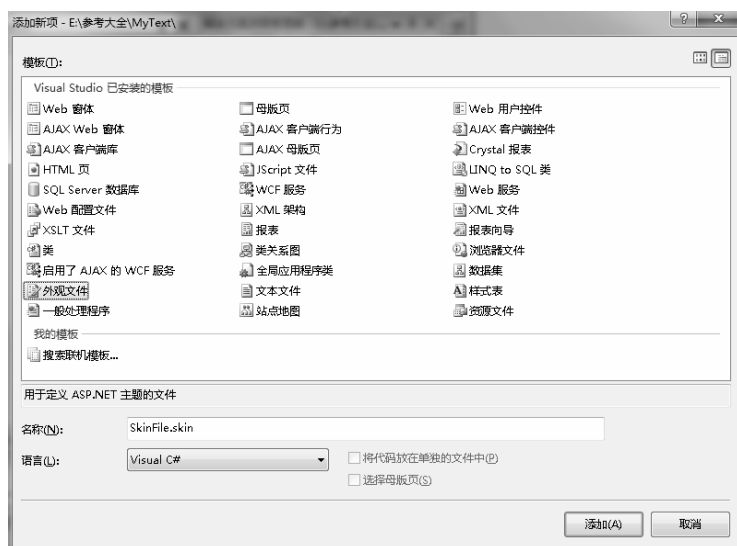 添加新项 - E:\参考大全\MyText\
模板(T):
Visual Studio 已安装的模板
Web 窗体 母版页 Web 用户控件
AJAX Web 窗体 AJAX 客户端行为 AJAX 客户端控件
AJAX 客户端库 AJAX 母版页 Crystal 报表
HTML 页 JScript 文件 LINQ to SQL 类
SQL Server 数据库 WCF 服务 Web 服务
Web 配置文件 XML 架构 XML 文件
XSLT 文件 报表 报表向导
类 类关系图 浏览器文件
启用了 AJAX 的 WCF 服务 全局应用程序类 数据集
外观文件 文本文件 样式表
一般处理程序 站点地图 资源文件
我的模板
搜索联机模板...
用于定义 ASP.NET 主题的文件
名称(N): SkinFile.skin
语言(L): Visual C# 将代码放在单独的文件中(P)
选择母版页(S)
添加(A) 取消